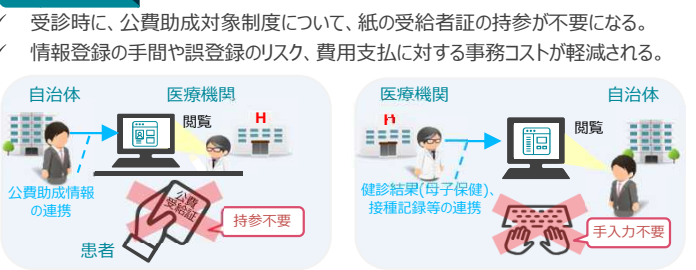 ✓ 受診時に、公費助成対象制度について、紙の受給者証の持参が不要になる。
✓ 情報登録の手間や誤登録のリスク、費用支払に対する事務コストが軽減される。
自治体
医療機関
閲覧
H
公費助成情報
の連携
公費
受給証
持参不要
患者
医療機関
自治体
H
閲覧
健診結果(母子保健)、
接種記録等の連携
手入力不要